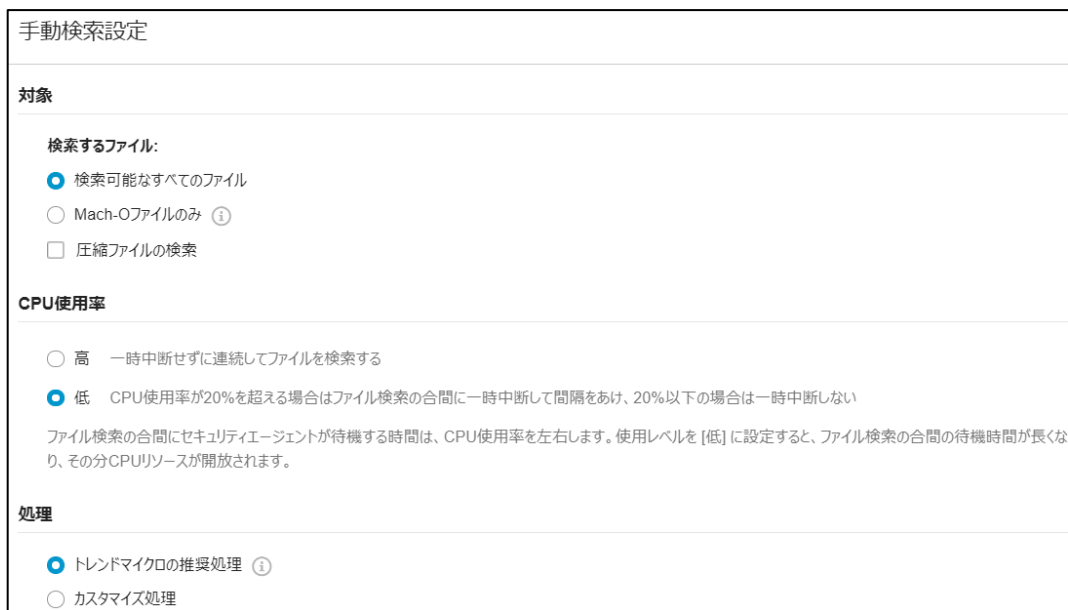 手動検索設定
対象
検索するファイル:
検索可能なすべてのファイル
Mach-Oファイルのみ
圧縮ファイルの検索
CPU使用率
高 一時中断せずに連続してファイルを検索する
低 CPU使用率が20%を超える場合はファイル検索の合間に一時中断して間隔をあけ、20%以下の場合は一時中断しない
ファイル検索の合間にセキュリティエージェントが待機する時間は、CPU使用率を左右します。使用レベルを [低] に設定すると、ファイル検索の合間の待機時間が長くな
り、その分CPUリソースが開放されます。
処理
トレンドマイクロの推奨処理
カスタマイズ処理